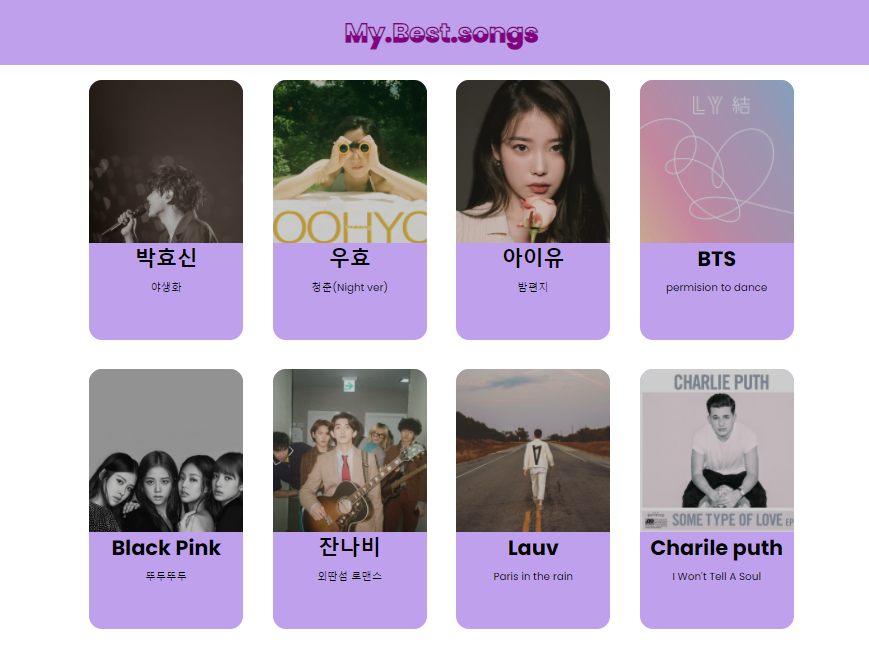 My.Best.songs
OOHYO
LY 結
박효신
우효
아이유
BTS
야생화
청춘(Night ver)
밤편지
permision to dance
CHARLIE PUTH
SOME TYPE OF LOVE EP
Black Pink
잔나비
Lauv
Charile puth
뚜두뚜두
외딴섬 로맨스
Paris in the rain
I Won't Tell A Soul